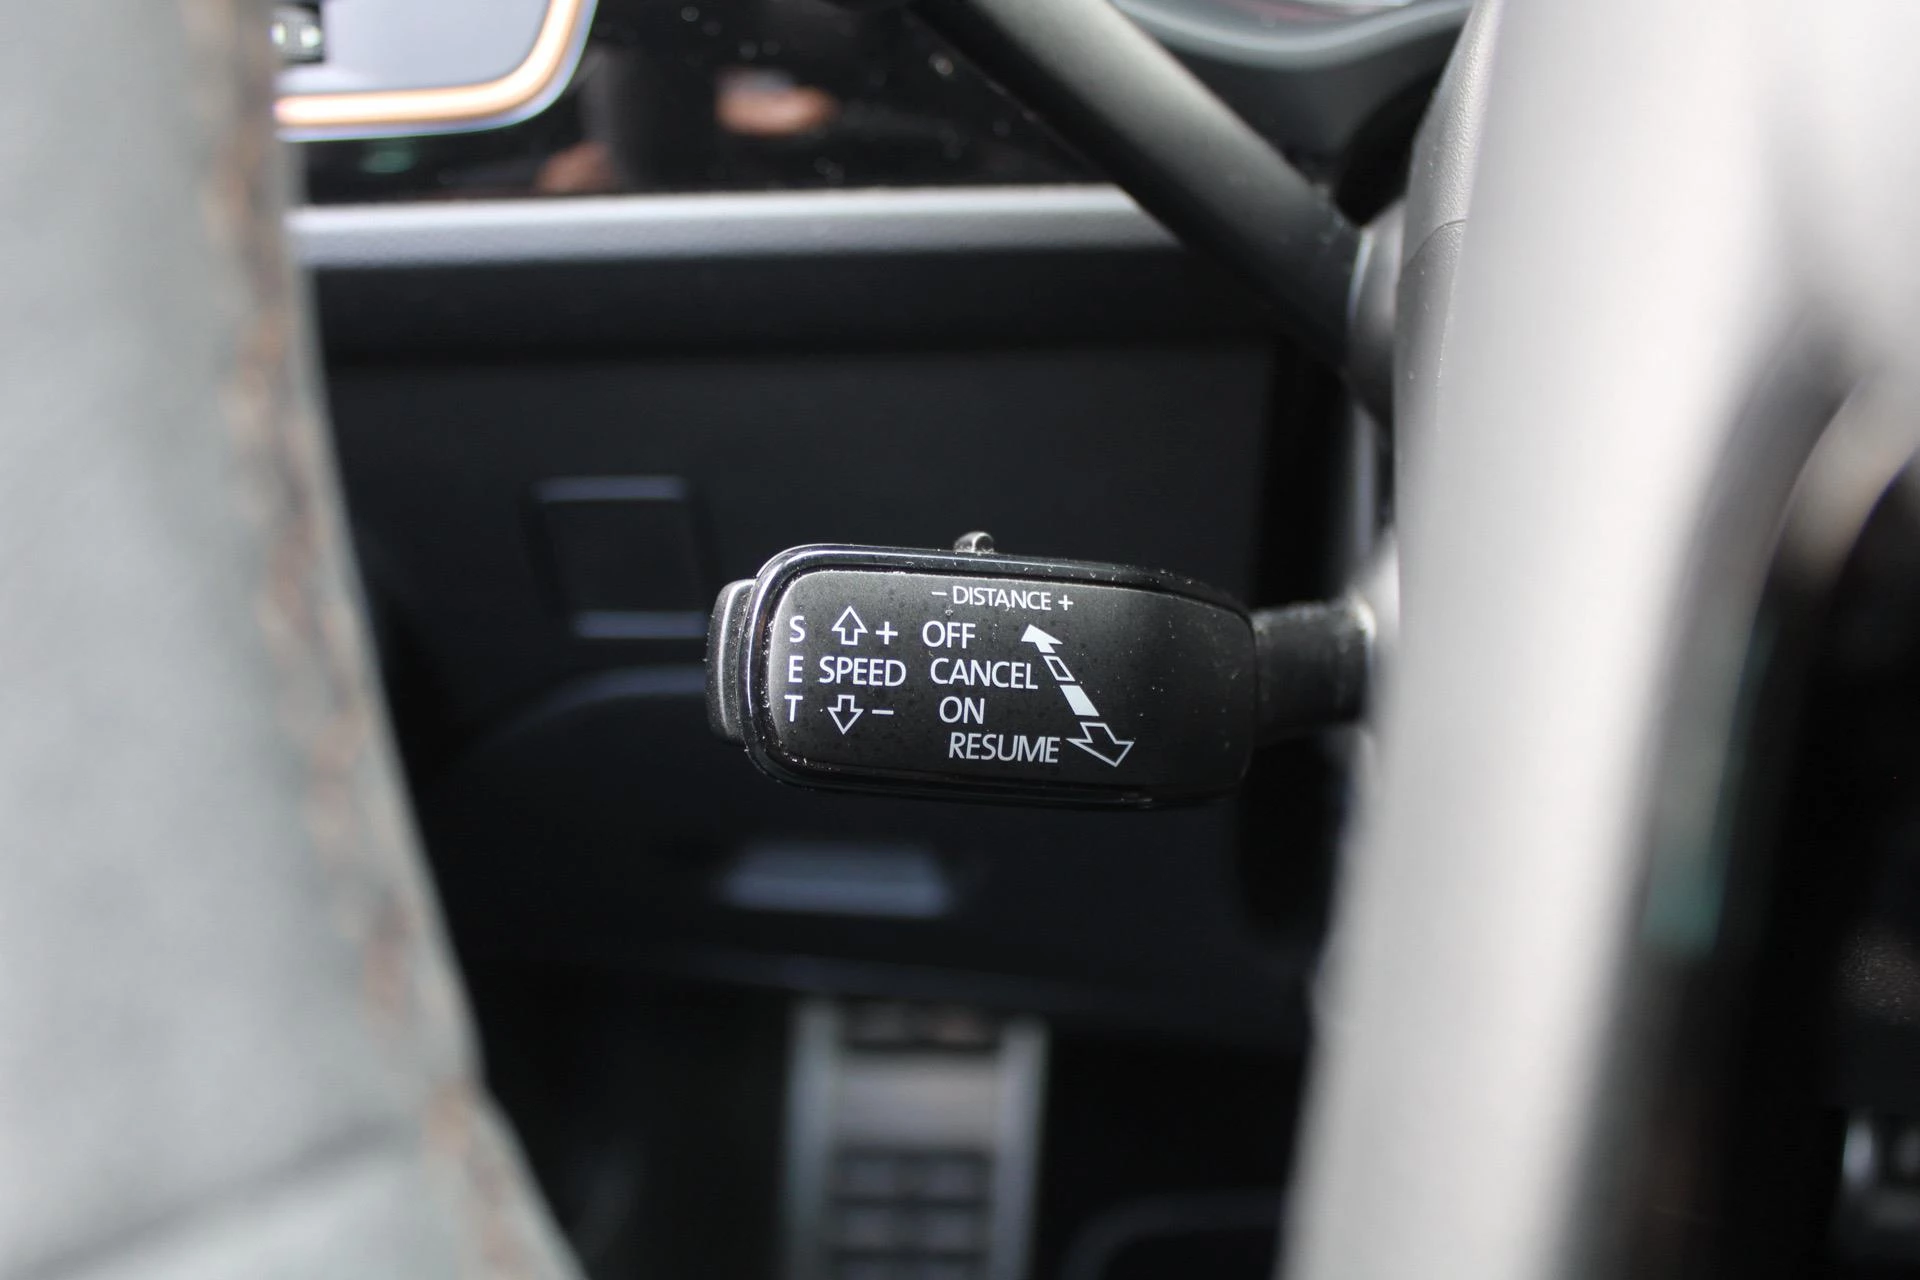 – DISTANCE +
S + OFF
E SPEED CANCEL
T – ON
RESUME